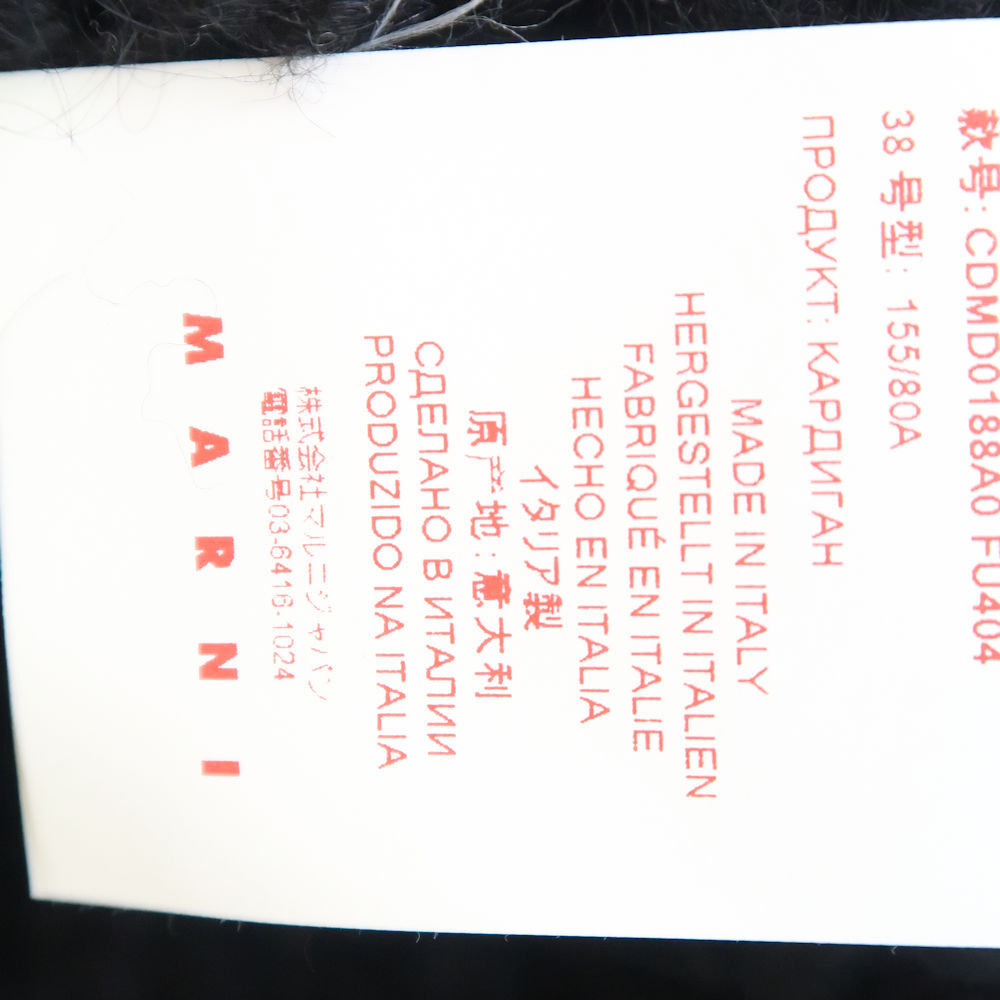 款号: CDMD0188A0 FU404
38 号型: 155/80A
ПРОДУКТ: КАРДИГАН
MADE IN ITALY
HERGESTELLT IN ITALIEN
FABRIQUÉ EN ITALIE
HECHO EN ITALIA
イタリア製
原产地: 意大利
СДЕЛАНО В ИТАЛИИ
PRODUZIDO NA ITALIA
株式会社マルニジャパン
電話番号03-6416-1024
MARNI